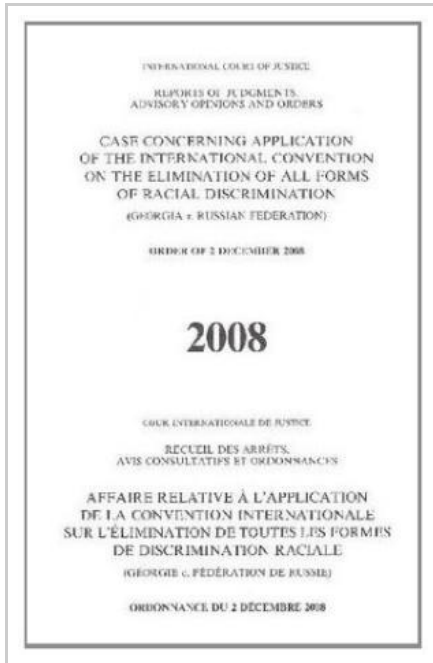 INTERNATIONAL COURT OF JUSTICE
REPORTS OF JUDGMENTS,
ADVISORY OPINIONS AND ORDERS
CASE CONCERNING APPLICATION
OF THE INTERNATIONAL CONVENTION
ON THE ELIMINATION OF ALL FORMS
OF RACIAL DISCRIMINATION
(GEORGIA v. RUSSIAN FEDERATION)
ORDER OF 2 DECEMBER 2008
2008
COUR INTERNATIONALE DE JUSTICE
RECUEIL DES ARRÊTS,
AVIS CONSULTATIFS ET ORDONNANCES
AFFAIRE RELATIVE À L'APPLICATION
DE LA CONVENTION INTERNATIONALE
SUR L'ÉLIMINATION DE TOUTES LES FORMES
DE DISCRIMINATION RACIALE
(GÉORGIE c. FÉDÉRATION DE RUSSIE)
ORDONNANCE DU 2 DÉCEMBRE 2008